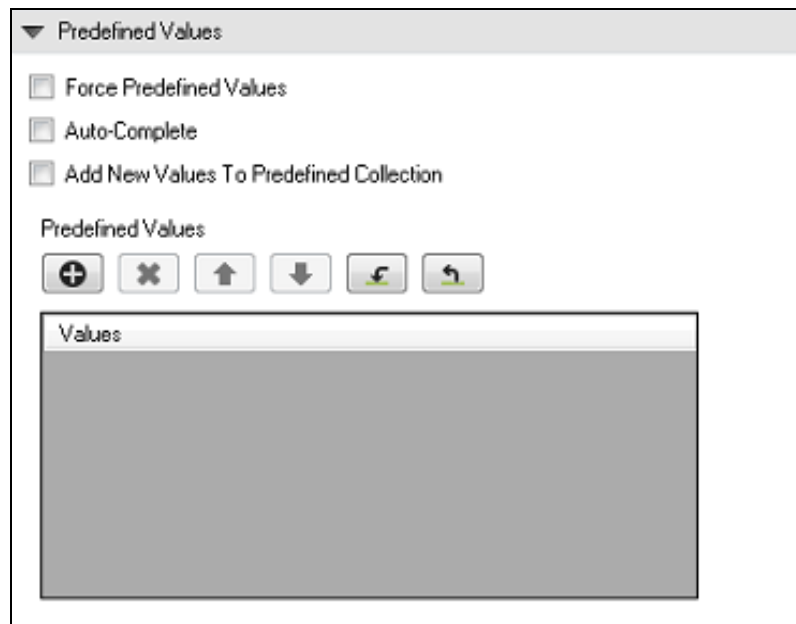 Predefined Values
Force Predefined Values
Auto-Complete
Add New Values To Predefined Collection
Predefined Values
Values